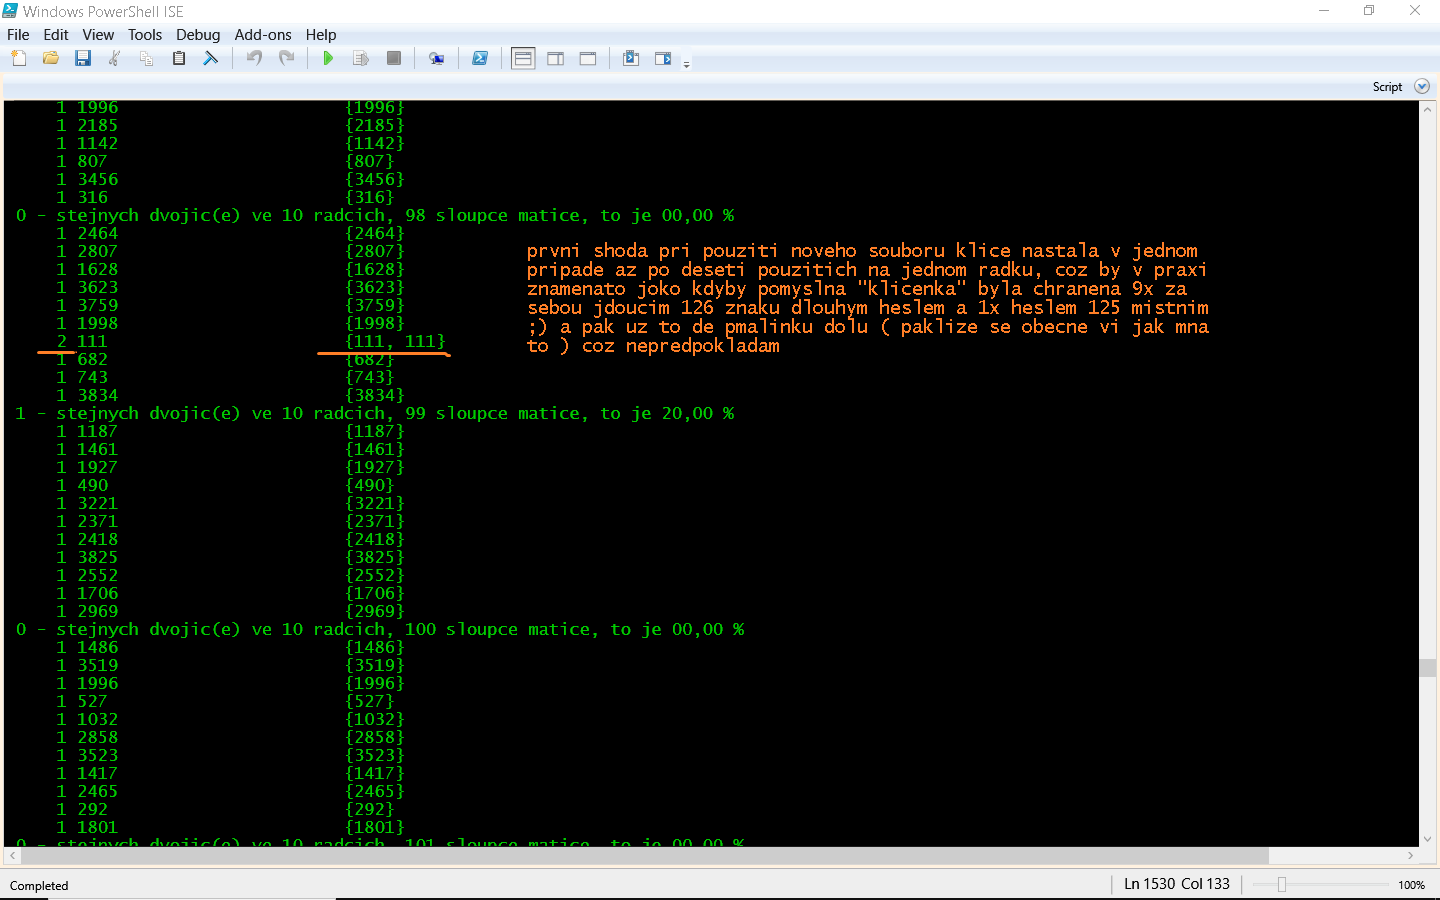 Windows PowerShell ISE
File Edit View Tools Debug Add-ons Help
Script
1 1996 {1996}
1 2185 {2185}
1 1142 {1142}
1 807 {807}
1 3456 {3456}
1 316 {316}
0 - stejnych dvojic(e) ve 10 radcich, 98 sloupce matice, to je 00,00 %
1 2464 {2464}
1 2807 {2807}
1 1628 {1628}
1 3623 {3623}
1 3759 {3759}
1 1998 {1998}
2 111 {111, 111}
1 682 {682}
1 743 {743}
1 3834 {3834}
prvni shoda pri pouziti noveho souboru klice nastala v jednom
pripade az po deseti pouzitich na jednom radku, coz by v praxi
znamenato joko kdyby pomyslna "klicenka" byla chranena 9x za
sebou jdoucim 126 znaku dlouhym heslem a 1x heslem 125 mistnim
;) a pak uz to de pmalinku dolu ( paklize se obecne vi jak mna
to ) coz nepredpokladam
1 - stejnych dvojic(e) ve 10 radcich, 99 sloupce matice, to je 20,00 %
1 1187 {1187}
1 1461 {1461}
1 1927 {1927}
1 490 {490}
1 3221 {3221}
1 2371 {2371}
1 2418 {2418}
1 3825 {3825}
1 2552 {2552}
1 1706 {1706}
1 2969 {2969}
0 - stejnych dvojic(e) ve 10 radcich, 100 sloupce matice, to je 00,00 %
1 1486 {1486}
1 3519 {3519}
1 1996 {1996}
1 527 {527}
1 1032 {1032}
1 2858 {2858}
1 3523 {3523}
1 1417 {1417}
1 2465 {2465}
1 292 {292}
1 1801 {1801}
0 - stejnych dvojic(e) ve 10 radcich, 101 sloupce matice, to je 00,00 %
Completed
Ln 1530 Col 133
100%